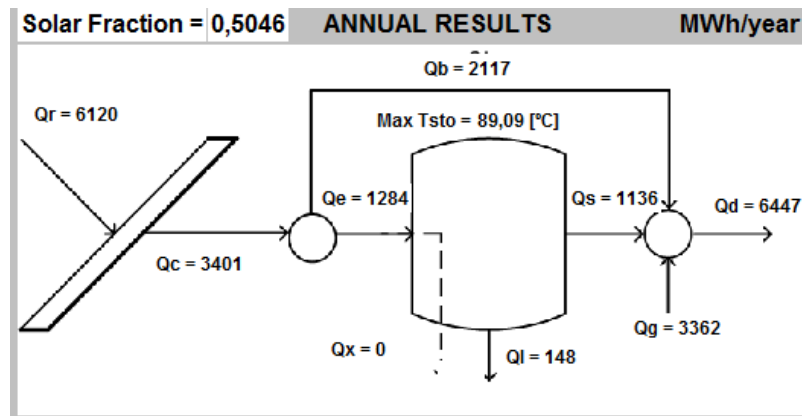 Solar Fraction = 0,5046 ANNUAL RESULTS MWh/year
Qb = 2117
Qr = 6120
Max Tsto = 89,09 [ºC]
Qe = 1284
Qs = 1136
Qd = 6447
Qc = 3401
Qg = 3362
Qx = 0
Ql = 148